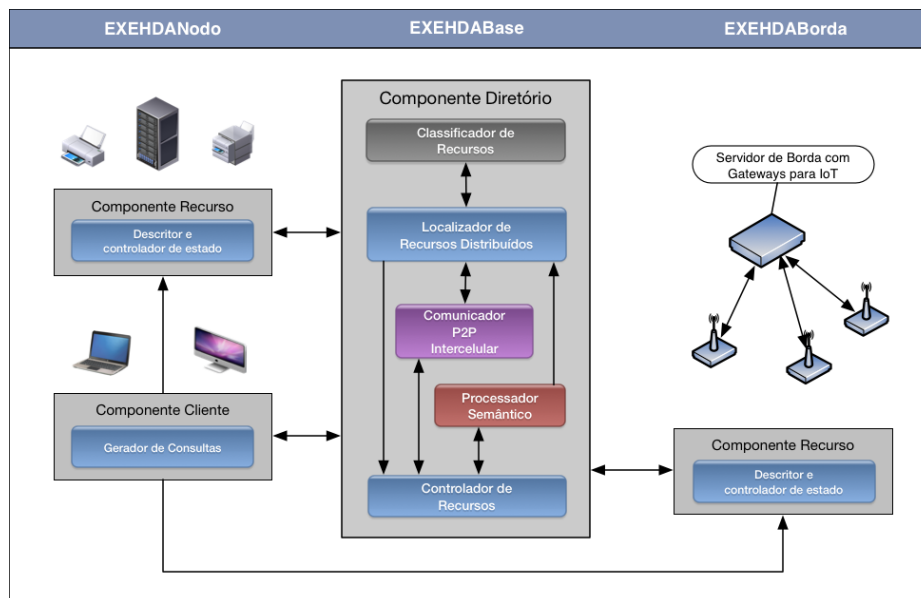 EXEHDANodo
EXEHDABase
EXEHDABorda
Componente Diretório
Classificador de
Recursos
Servidor de Borda com
Gateways para IoT
Componente Recurso
Descritor e
controlador de estado
Localizador de
Recursos Distribuídos
Comunicador
P2P
Intercelular
Processador
Semântico
Componente Cliente
Gerador de Consultas
Controlador de
Recursos
Componente Recurso
Descritor e
controlador de estado